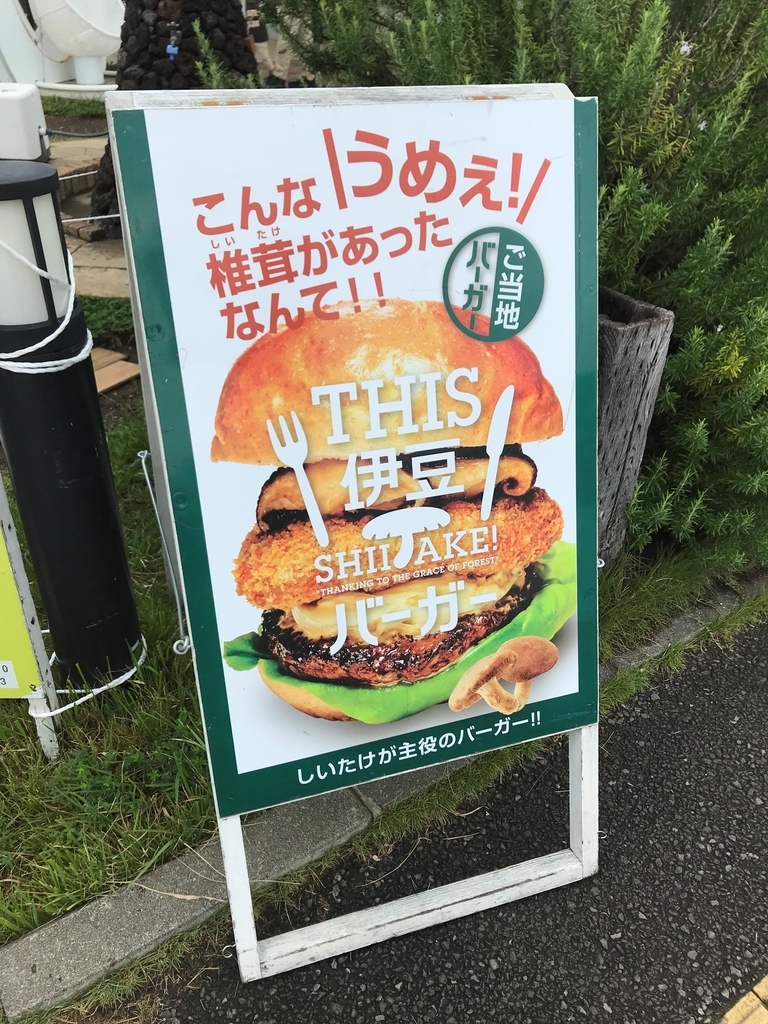 こんな うめぇ!
しい たけ
椎茸があった
なんて!!
ご当地
バーガー
THIS
伊豆
SHIITAKE!
"THANKING TO THE GRACE OF FOREST"
バーガー
しいたけが主役のバーガー!!
0
3